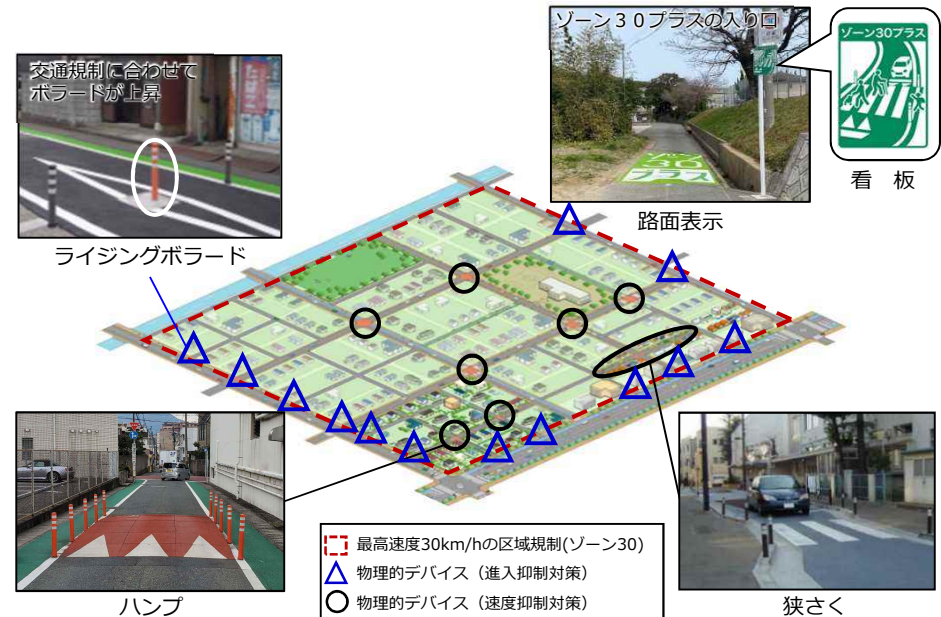 交通規制に合わせて
ボラードが上昇
ライジングボラード
ゾーン30プラスの入り口
ゾーン
30
プラス
路面表示
ゾーン30プラス
看 板
ハンプ
最高速度30km/hの区域規制(ゾーン30)
物理的デバイス（進入抑制対策）
物理的デバイス（速度抑制対策）
狭さく